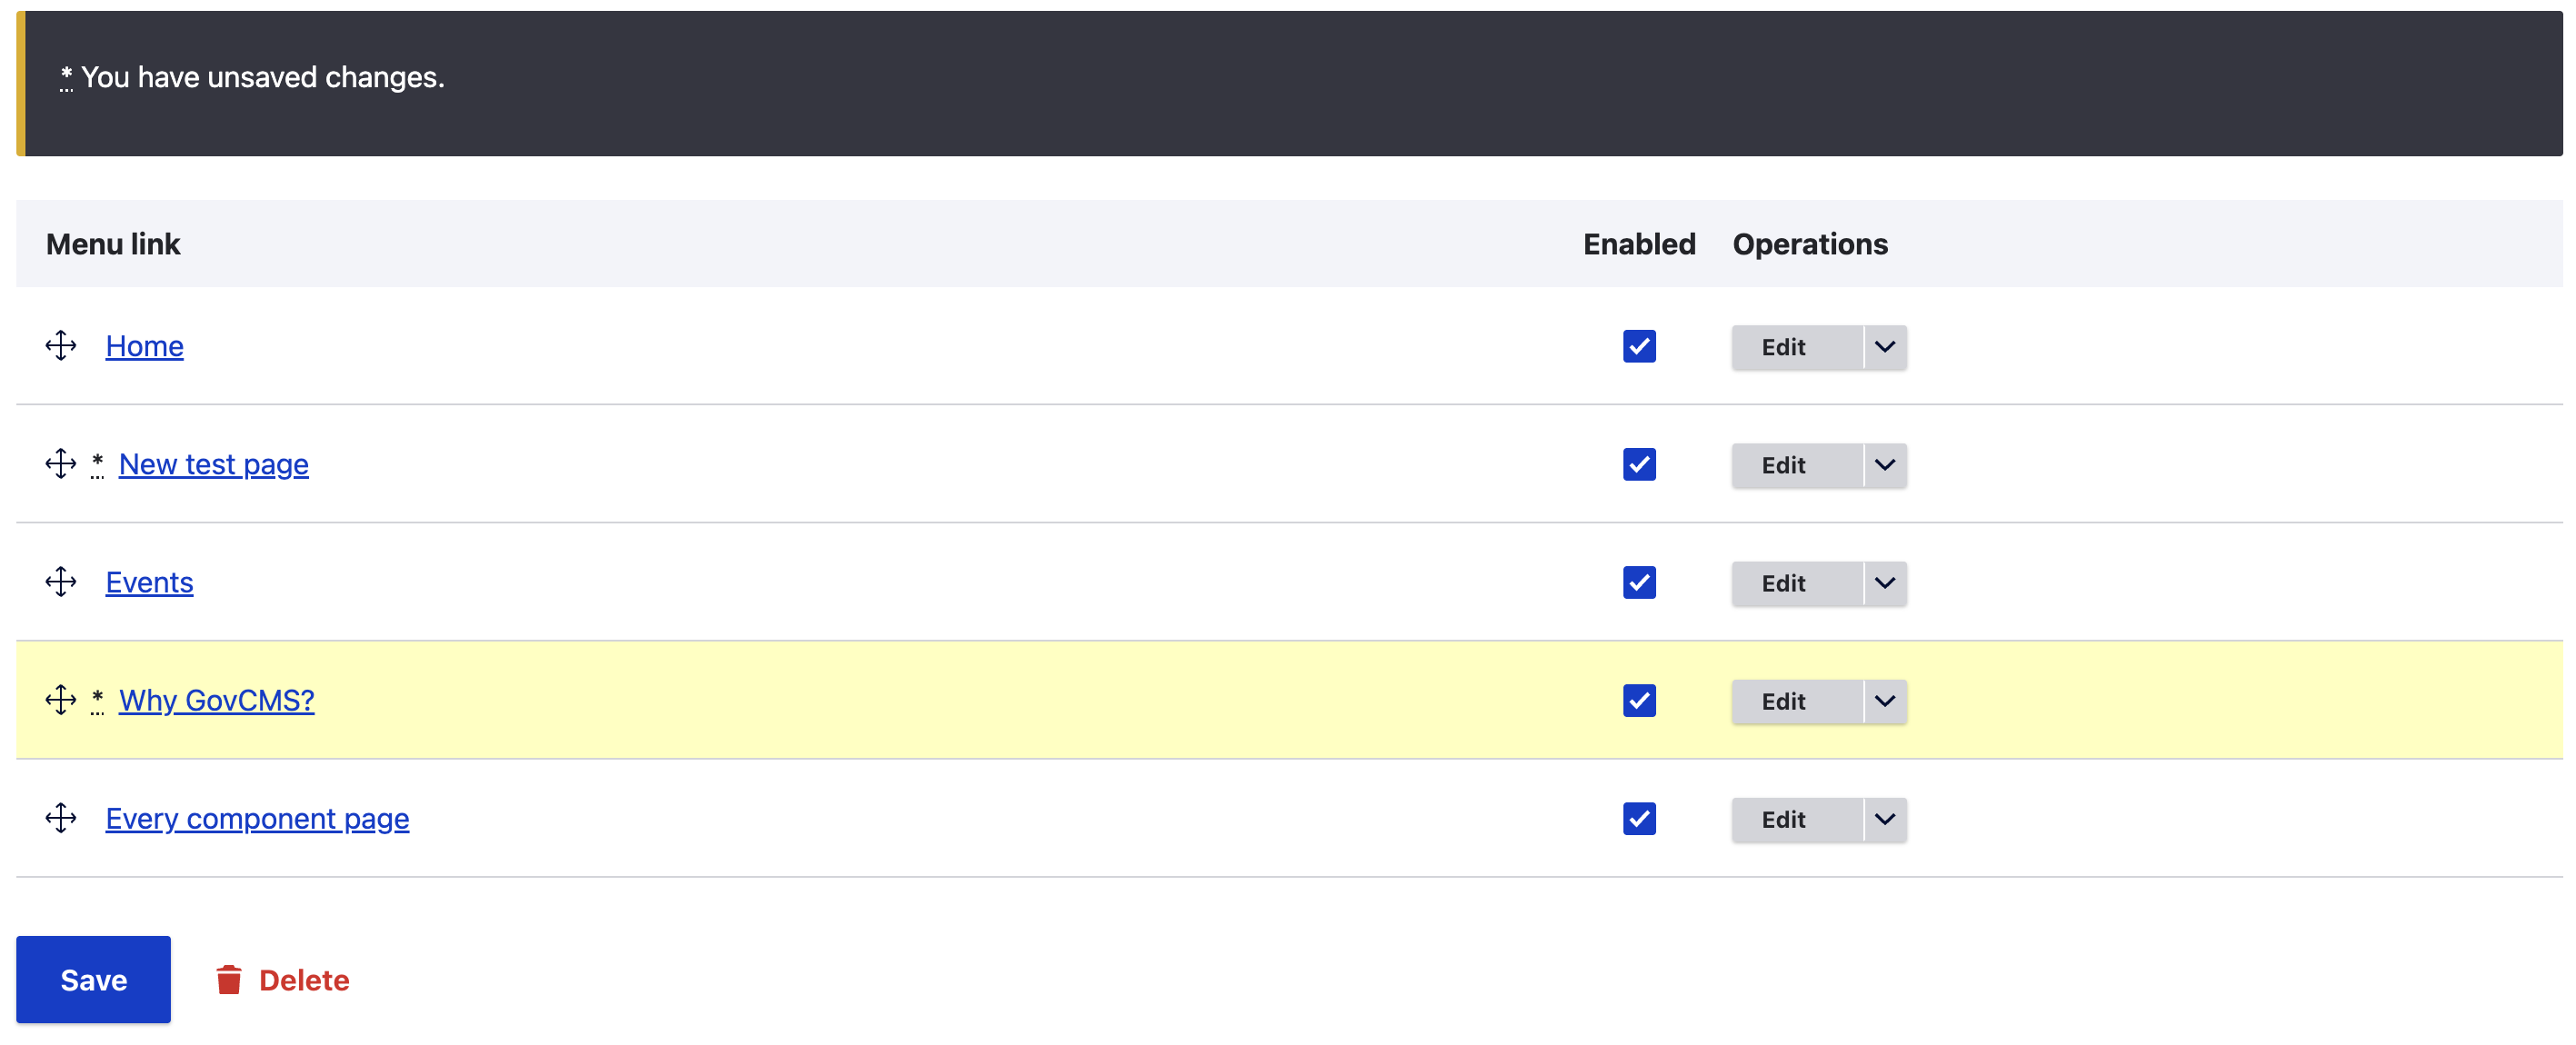 * You have unsaved changes.
Menu link Enabled Operations
Home Edit
* New test page Edit
Events Edit
* Why GovCMS? Edit
Every component page Edit
Save Delete